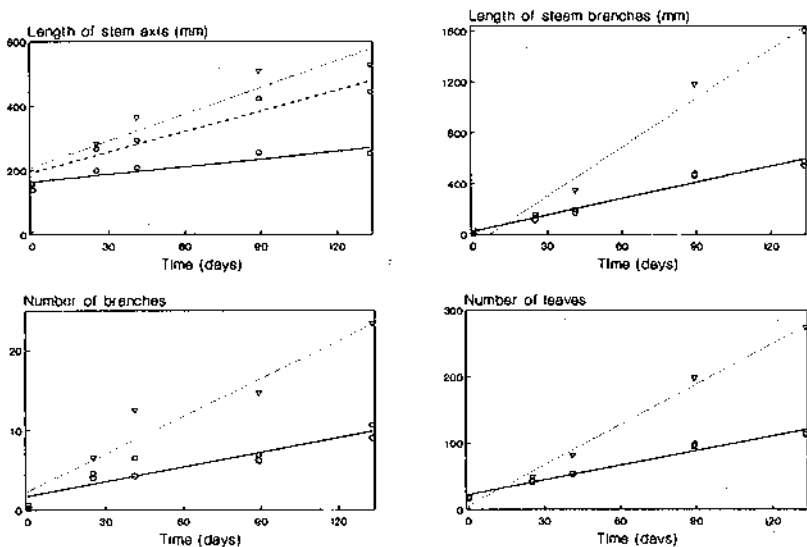 Length of stem axis (mm)
600
400
200
0
0 30 60 90 120
Time (days)
Length of steem branches (mm)
1600
1200
800
400
0
0 30 60 90 120
Time (days)
Number of branches
20
10
0
0 30 60 90 120
Time (days)
Number of leaves
300
200
100
0
0 30 60 90 120
Time (days)